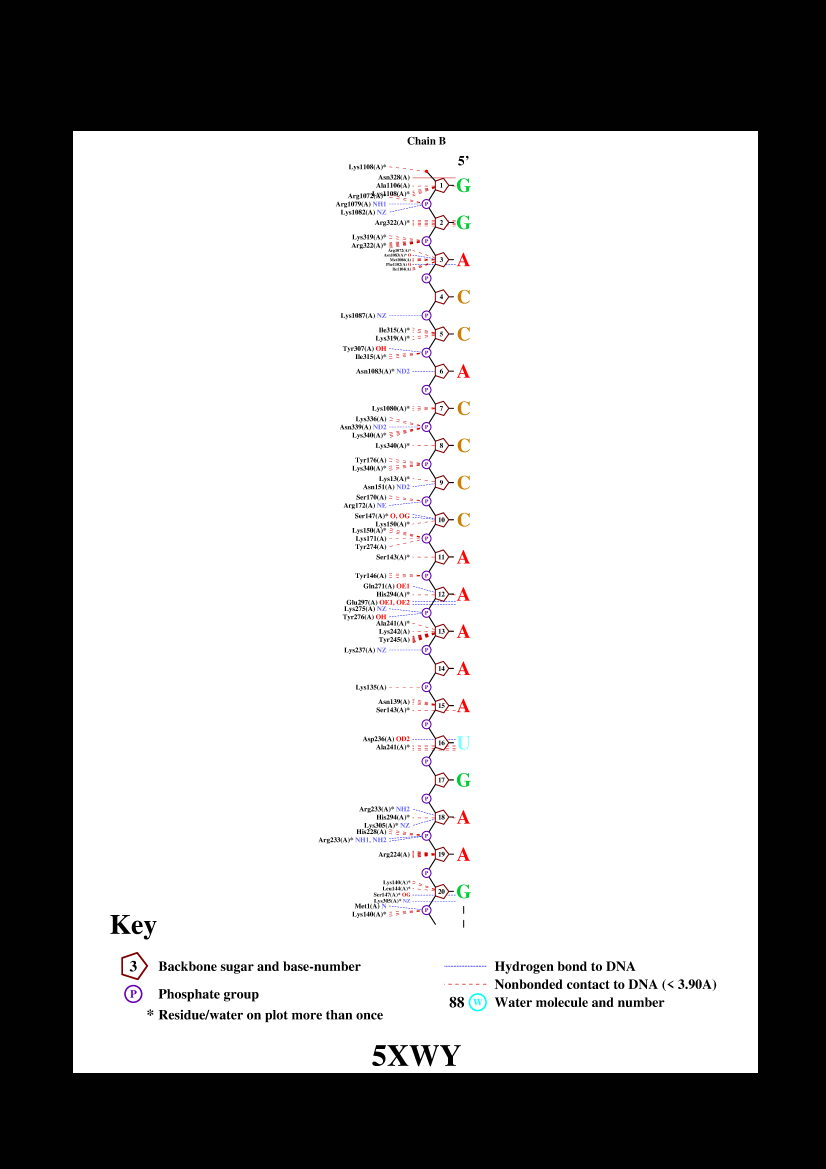 Chain B
5'
Lys1108(A)*
Asn328(A)
Ala1106(A)
1 G
Lys1108(A)*
Arg1072(A)*
Arg1079(A) NH1
P
Lys1082(A) NZ
Arg322(A)*
2 G
Lys319(A)*
P
Arg322(A)*
Arg1072(A)*
3 A
Ile1104(A)
P
4 C
Lys1087(A) NZ
P
Ile315(A)*
5 C
Lys319(A)*
Tyr307(A) OH
P
Ile315(A)*
Asn1083(A)* ND2
6 A
P
Lys1080(A)*
7 C
Lys336(A)
Asn339(A) ND2
P
Lys340(A)*
Lys340(A)*
8 C
Tyr176(A)
P
Lys340(A)*
Lys13(A)*
9 C
Asn151(A) ND2
Ser170(A)
P
Arg172(A) NE
Ser147(A)* O, OG
10 C
Lys150(A)*
Lys150(A)*
Lys171(A)
P
Tyr274(A)
Ser143(A)*
11 A
Tyr146(A)
P
Gln271(A) OE1
His294(A)*
12 A
Glu297(A) OE1, OE2
Lys275(A) NZ
P
Tyr276(A) OH
Ala241(A)*
Lys242(A)
13 A
Tyr245(A)
Lys237(A) NZ
P
14 A
Lys135(A)
P
Asn139(A)
15 A
Ser143(A)*
P
Asp236(A) OD2
16 U
Ala241(A)*
P
17 G
P
Arg233(A)* NH2
His294(A)*
18 A
Lys305(A)* NZ
His228(A)
P
Arg233(A)* NH1, NH2
Arg224(A)
19 A
P
Lys140(A)*
Leu144(A)*
20 G
Ser147(A)* OG
Lys305(A)* NZ
Met1(A) N
P
Lys140(A)*
Key
3 Backbone sugar and base-number
P Phosphate group
* Residue/water on plot more than once
Hydrogen bond to DNA
Nonbonded contact to DNA (< 3.90A)
88 W Water molecule and number
5XWY